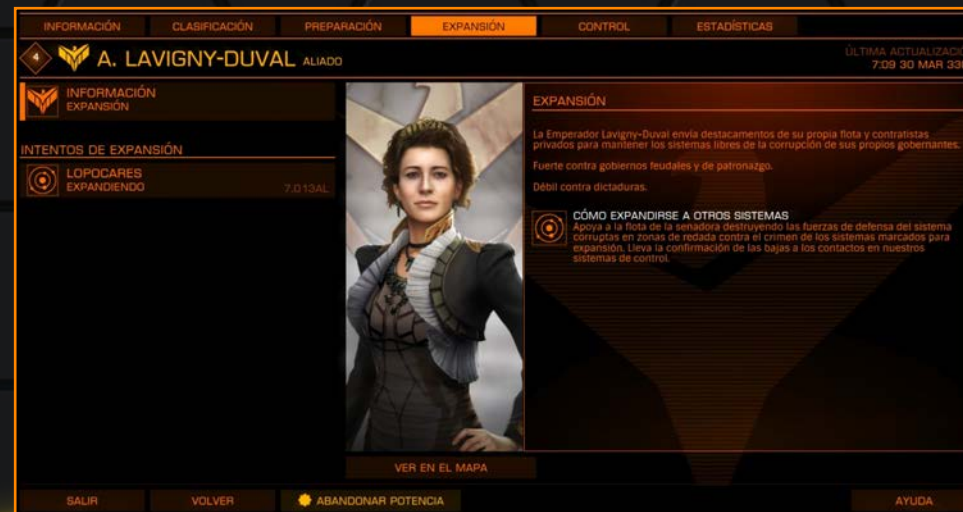 INFORMACIÓN CLASIFICACIÓN PREPARACIÓN EXPANSIÓN CONTROL ESTADÍSTICAS
4 A. LAVIGNY-DUVAL ALIADO
ÚLTIMA ACTUALIZACIÓ
7:09 30 MAR 330
INFORMACIÓN
EXPANSIÓN
INTENTOS DE EXPANSIÓN
LOPOCARES
EXPANDIENDO 7.013AL
EXPANSIÓN
La Emperador Lavigny-Duval envía destacamentos de su propia flota y contratistas
privados para mantener los sistemas libres de la corrupción de sus propios gobernantes.
Fuerte contra gobiernos feudales y de patronazgo.
Débil contra dictaduras.
CÓMO EXPANDIRSE A OTROS SISTEMAS
Apoya a la flota de la senadora destruyendo las fuerzas de defensa del sistema
corruptas en zonas de redada contra el crimen de los sistemas marcados para
expansión. Lleva la confirmación de las bajas a los contactos en nuestros
sistemas de control.
VER EN EL MAPA
SALIR VOLVER ABANDONAR POTENCIA AYUDA